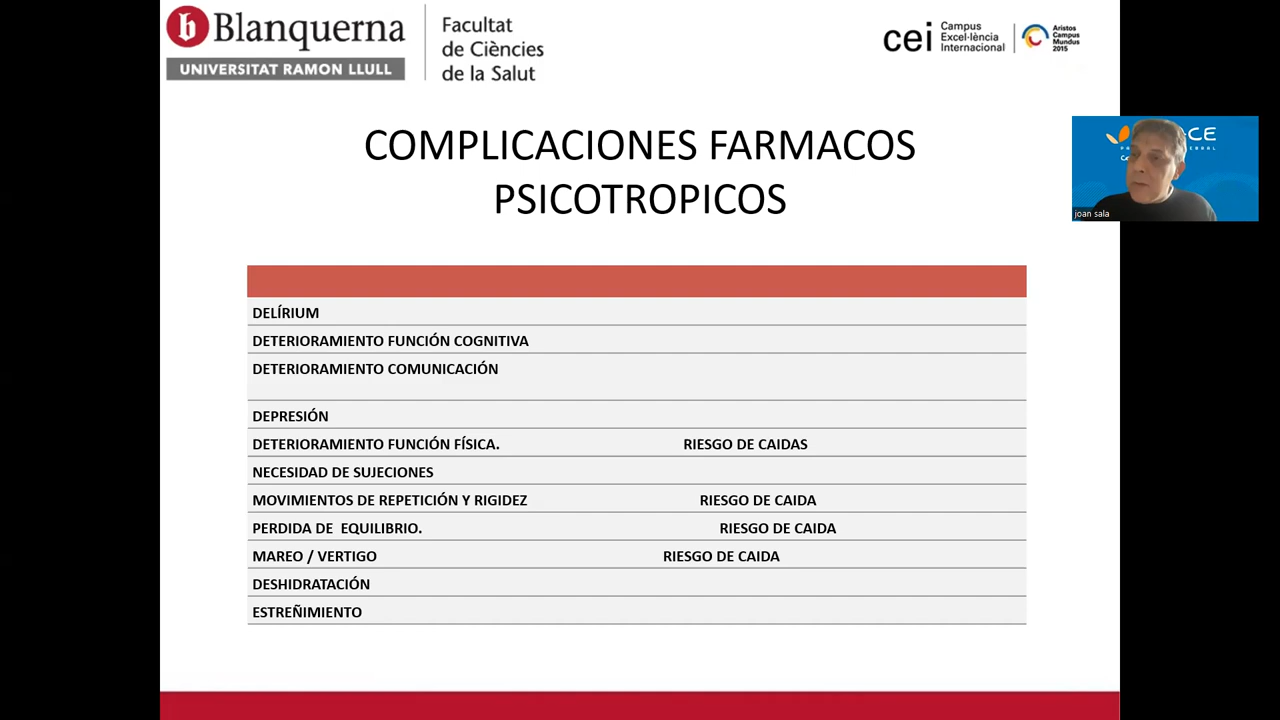 b Blanquerna
UNIVERSITAT RAMON LLULL
Facultat
de Ciències
de la Salut
cei
Campus
Excel·lència
Internacional
Aristos
Campus
Mundus
2015
COMPLICACIONES FARMACOS
PSICOTROPICOS
joan sala
DELÍRIUM
DETERIORAMIENTO FUNCIÓN COGNITIVA
DETERIORAMIENTO COMUNICACIÓN
DEPRESIÓN
DETERIORAMIENTO FUNCIÓN FÍSICA. RIESGO DE CAIDAS
NECESIDAD DE SUJECIONES
MOVIMIENTOS DE REPETICIÓN Y RIGIDEZ RIESGO DE CAIDA
PERDIDA DE EQUILIBRIO. RIESGO DE CAIDA
MAREO / VERTIGO RIESGO DE CAIDA
DESHIDRATACIÓN
ESTREÑIMIENTO